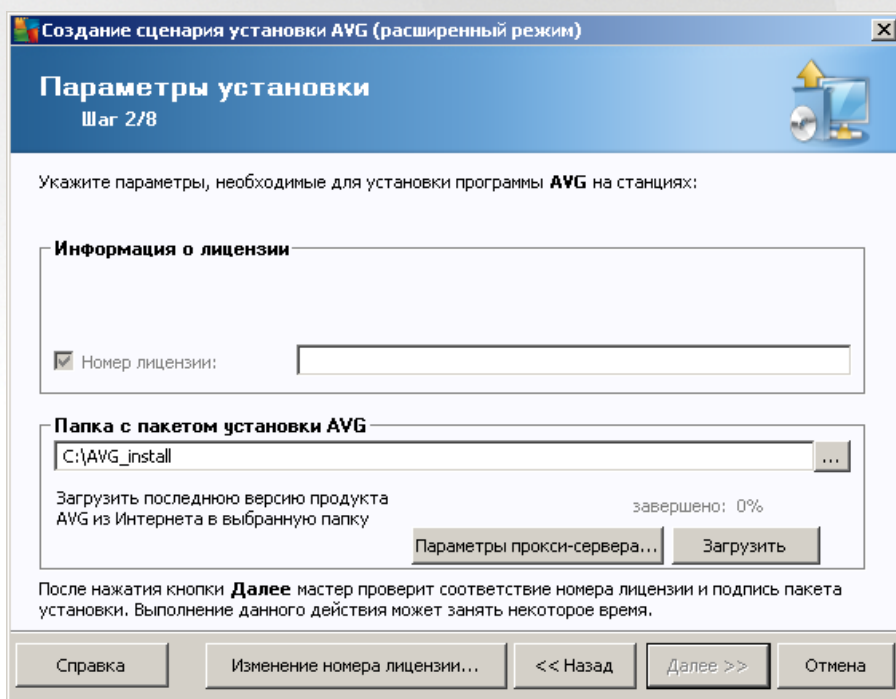 Создание сценария установки AVG (расширенный режим)
Параметры установки
Шаг 2/8
Укажите параметры, необходимые для установки программы AVG на станциях:
Информация о лицензии
Номер лицензии:
Папка с пакетом установки AVG
C:\AVG_install
...
Загрузить последнюю версию продукта
AVG из Интернета в выбранную папку
завершено: 0%
Параметры прокси-сервера...
Загрузить
После нажатия кнопки Далее мастер проверит соответствие номера лицензии и подпись пакета
установки. Выполнение данного действия может занять некоторое время.
Справка
Изменение номера лицензии...
<< Назад
Далее >>
Отмена